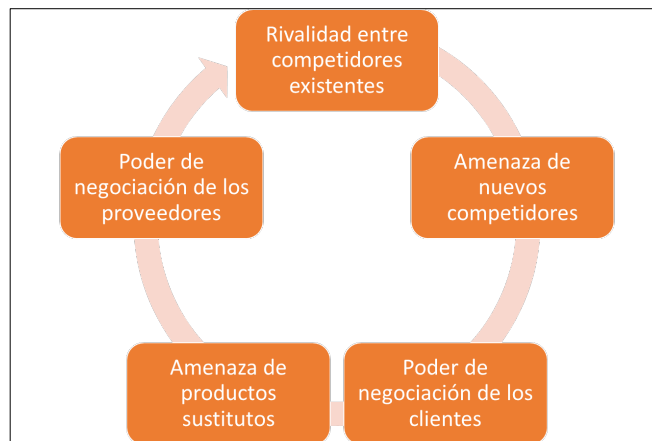 Rivalidad entre
competidores
existentes
Amenaza de
nuevos
competidores
Poder de
negociación de los
clientes
Amenaza de
productos
sustitutos
Poder de
negociación de los
proveedores